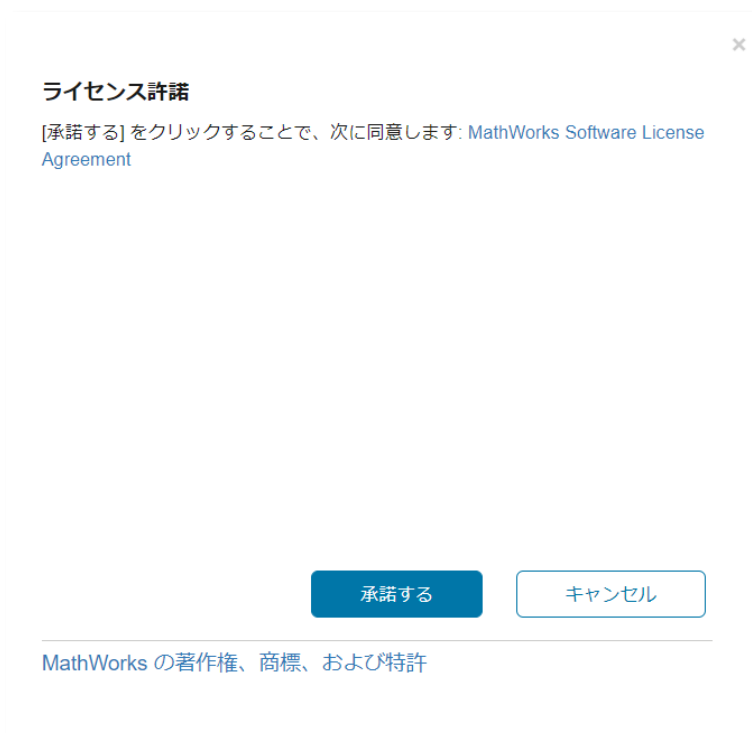 ×
ライセンス許諾
[承諾する] をクリックすることで、次に同意します: MathWorks Software License
Agreement
承諾する キャンセル
MathWorks の著作権、商標、および特許